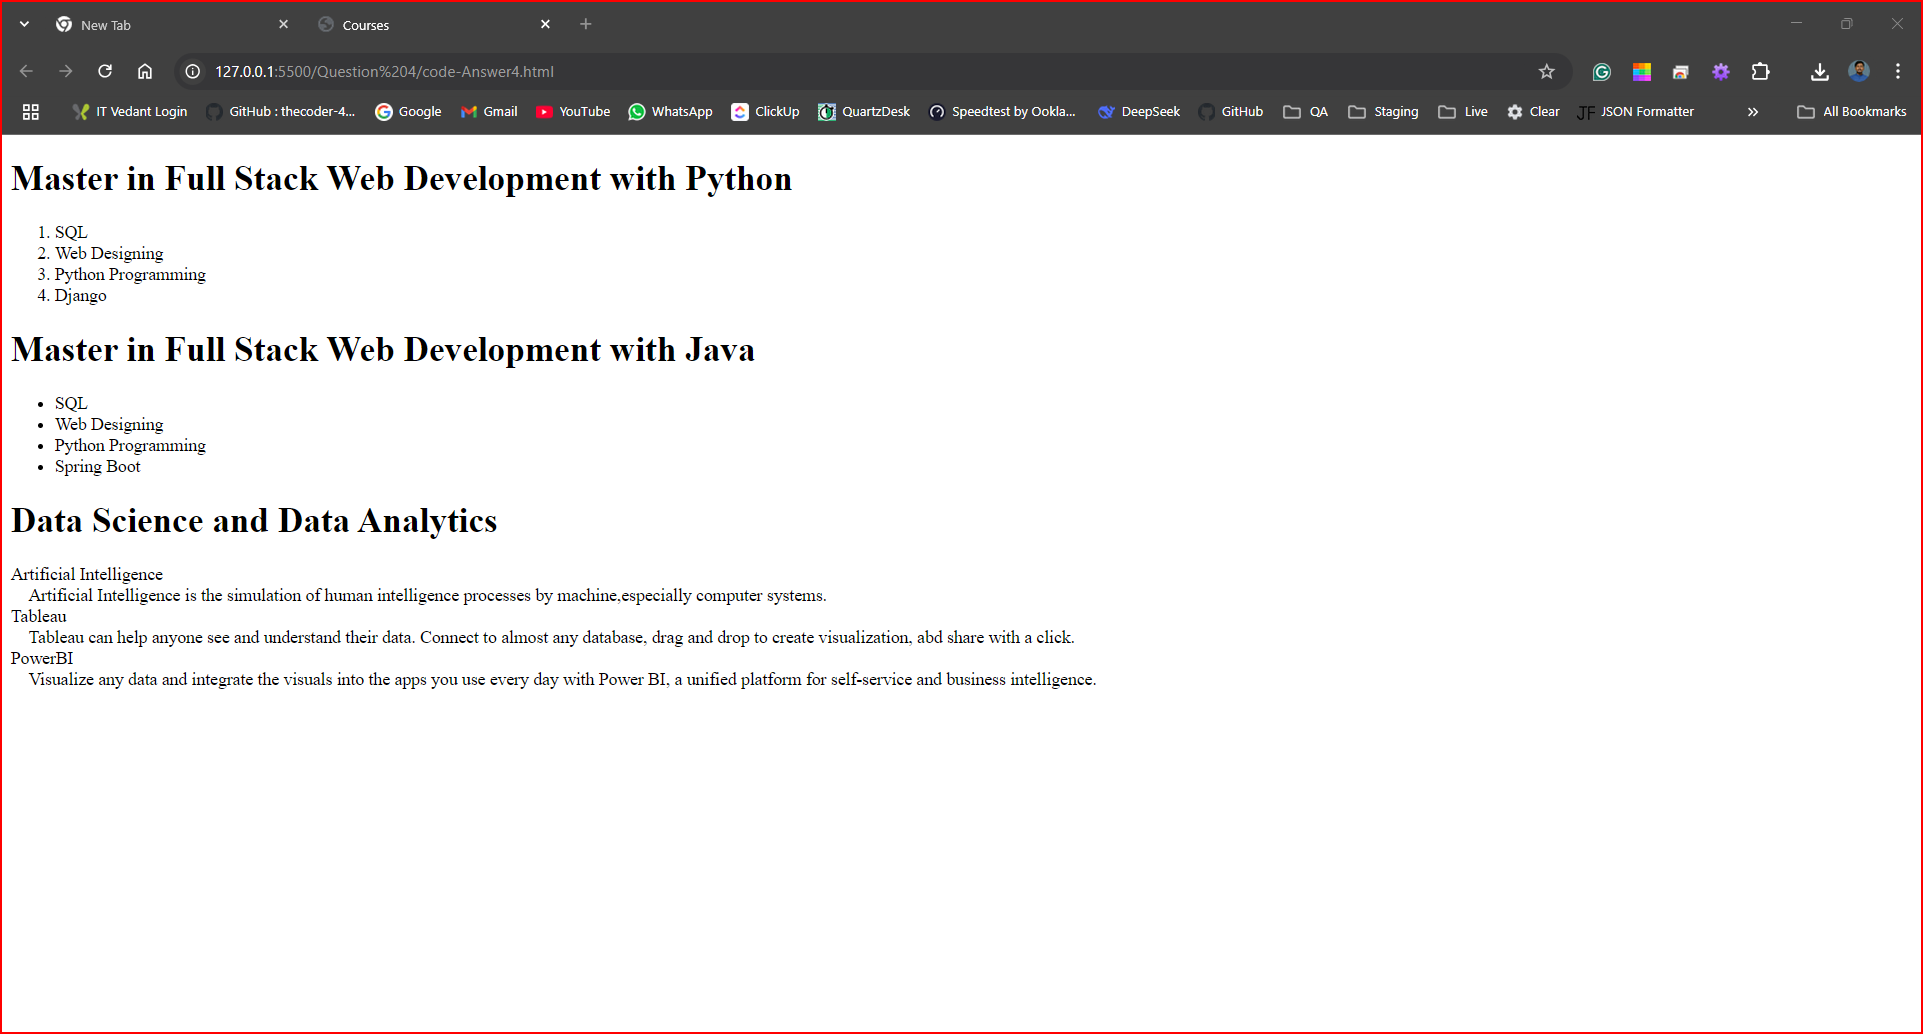 New Tab
Courses
127.0.0.1:5500/Question%204/code-Answer4.html
IT Vedant Login
GitHub : thecoder-4...
Google
Gmail
YouTube
WhatsApp
ClickUp
QuartzDesk
Speedtest by Ookla...
DeepSeek
GitHub
QA
Staging
Live
Clear
JF JSON Formatter
All Bookmarks
Master in Full Stack Web Development with Python
1. SQL
2. Web Designing
3. Python Programming
4. Django
Master in Full Stack Web Development with Java
• SQL
• Web Designing
• Python Programming
• Spring Boot
Data Science and Data Analytics
Artificial Intelligence
Artificial Intelligence is the simulation of human intelligence processes by machine,especially computer systems.
Tableau
Tableau can help anyone see and understand their data. Connect to almost any database, drag and drop to create visualization, abd share with a click.
PowerBI
Visualize any data and integrate the visuals into the apps you use every day with Power BI, a unified platform for self-service and business intelligence.